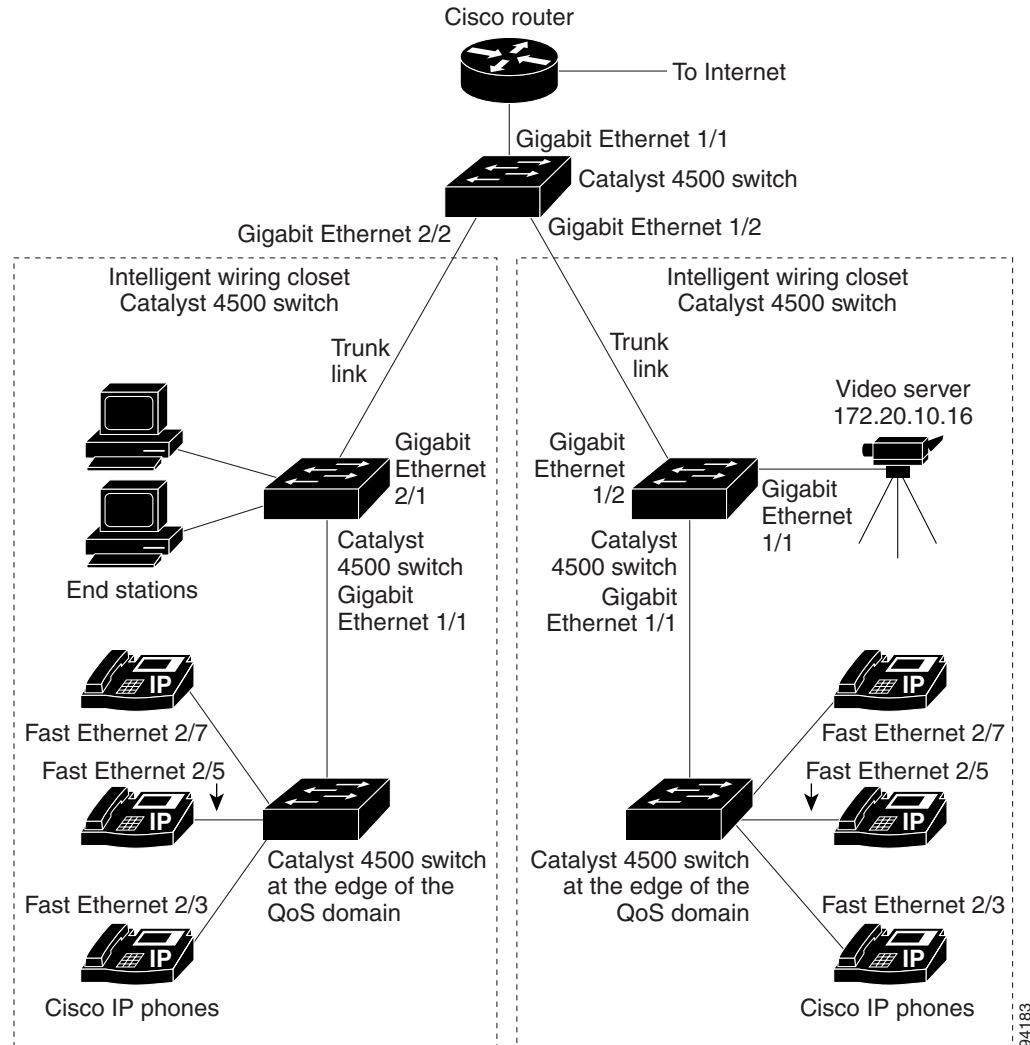 Cisco router
To Internet
Gigabit Ethernet 1/1
Catalyst 4500 switch
Gigabit Ethernet 2/2
Gigabit Ethernet 1/2
Intelligent wiring closet
Catalyst 4500 switch
Trunk
link
Gigabit
Ethernet
2/1
End stations
Catalyst
4500 switch
Gigabit
Ethernet 1/1
IP
Fast Ethernet 2/7
Fast Ethernet 2/5
IP
Catalyst 4500 switch
at the edge of the
QoS domain
Fast Ethernet 2/3
IP
Cisco IP phones
Intelligent wiring closet
Catalyst 4500 switch
Trunk
link
Video server
172.20.10.16
Gigabit
Ethernet
1/2
Gigabit
Ethernet
1/1
Catalyst
4500 switch
Gigabit
Ethernet 1/1
IP
Fast Ethernet 2/7
Fast Ethernet 2/5
IP
Catalyst 4500 switch
at the edge of the
QoS domain
Fast Ethernet 2/3
IP
Cisco IP phones
94183